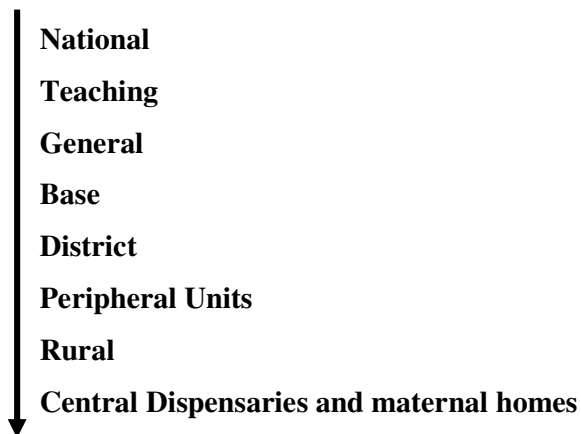 National
Teaching
General
Base
District
Peripheral Units
Rural
Central Dispensaries and maternal homes